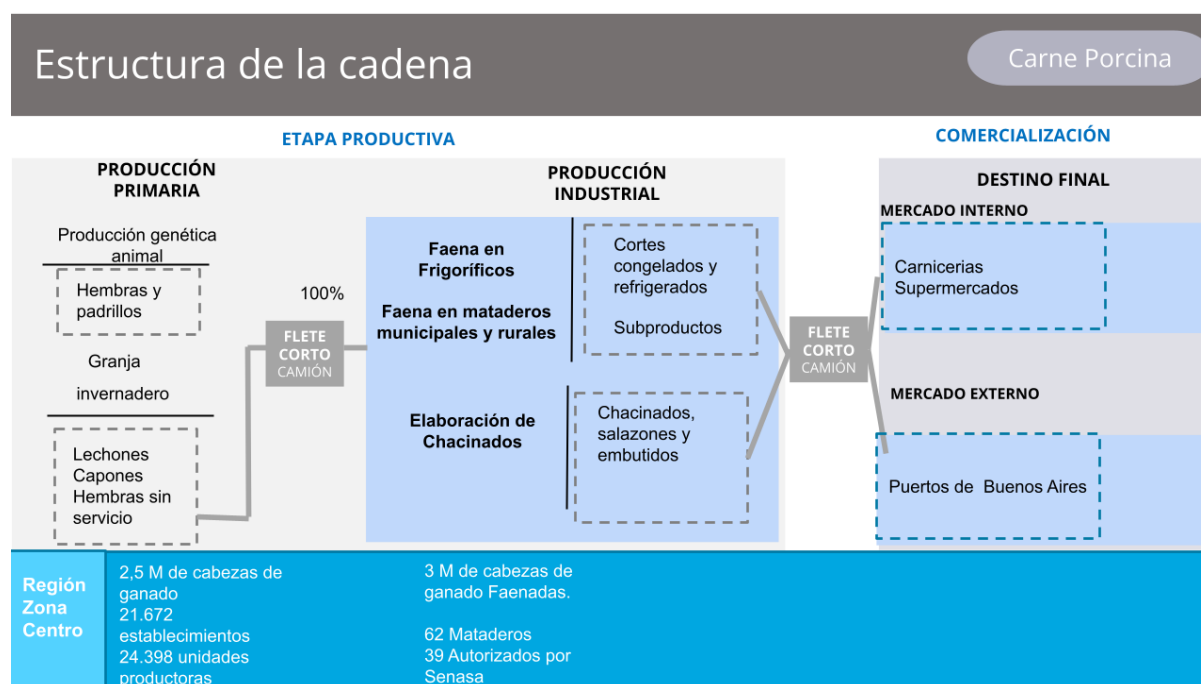 Estructura de la cadena
Carne Porcina
ETAPA PRODUCTIVA
COMERCIALIZACIÓN
PRODUCCIÓN
PRIMARIA
Producción genética
animal
Hembras y
padrillos
Granja
invernadero
Lechones
Capones
Hembras sin
servicio
100%
FLETE
CORTO
CAMIÓN
PRODUCCIÓN
INDUSTRIAL
Faena en
Frigoríficos
Faena en mataderos
municipales y rurales
Cortes
congelados y
refrigerados
Subproductos
Elaboración de
Chacinados
Chacinados,
salazones y
embutidos
FLETE
CORTO
CAMIÓN
DESTINO FINAL
MERCADO INTERNO
Carnicerias
Supermercados
MERCADO EXTERNO
Puertos de Buenos Aires
Región
Zona
Centro
2,5 M de cabezas de
ganado
21.672
establecimientos
24.398 unidades
productoras
3 M de cabezas de
ganado Faenadas.
62 Mataderos
39 Autorizados por
Senasa